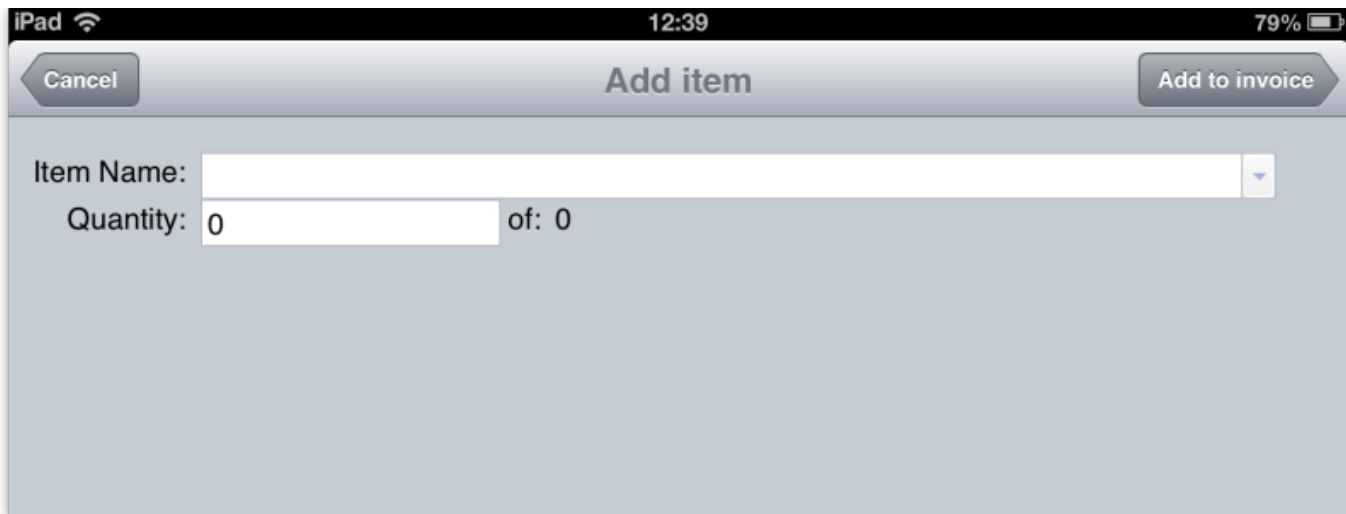 iPad 12:39 79%
Cancel Add item Add to invoice
Item Name:
Quantity: 0 of: 0